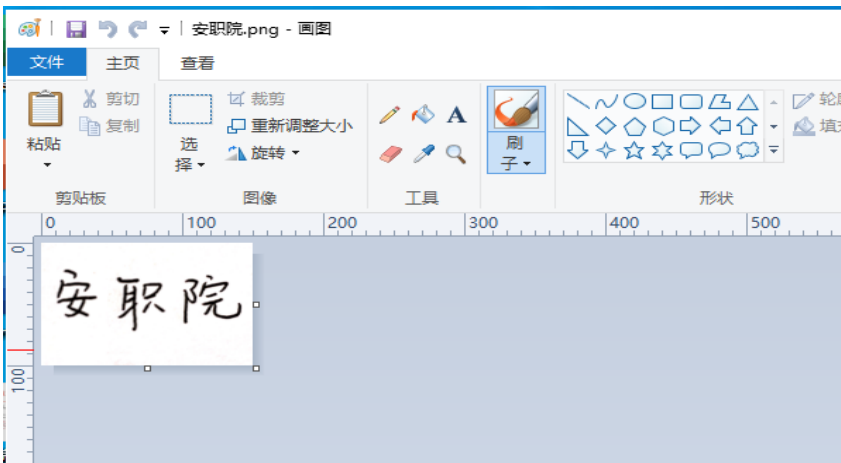 安职院.png - 画图
文件 主页 查看
粘贴 剪切 复制
选择 裁剪 重新调整大小 旋转
刷子
填
剪贴板 图像 工具 形状
0 100 200 300 400 500
0
安职院
100